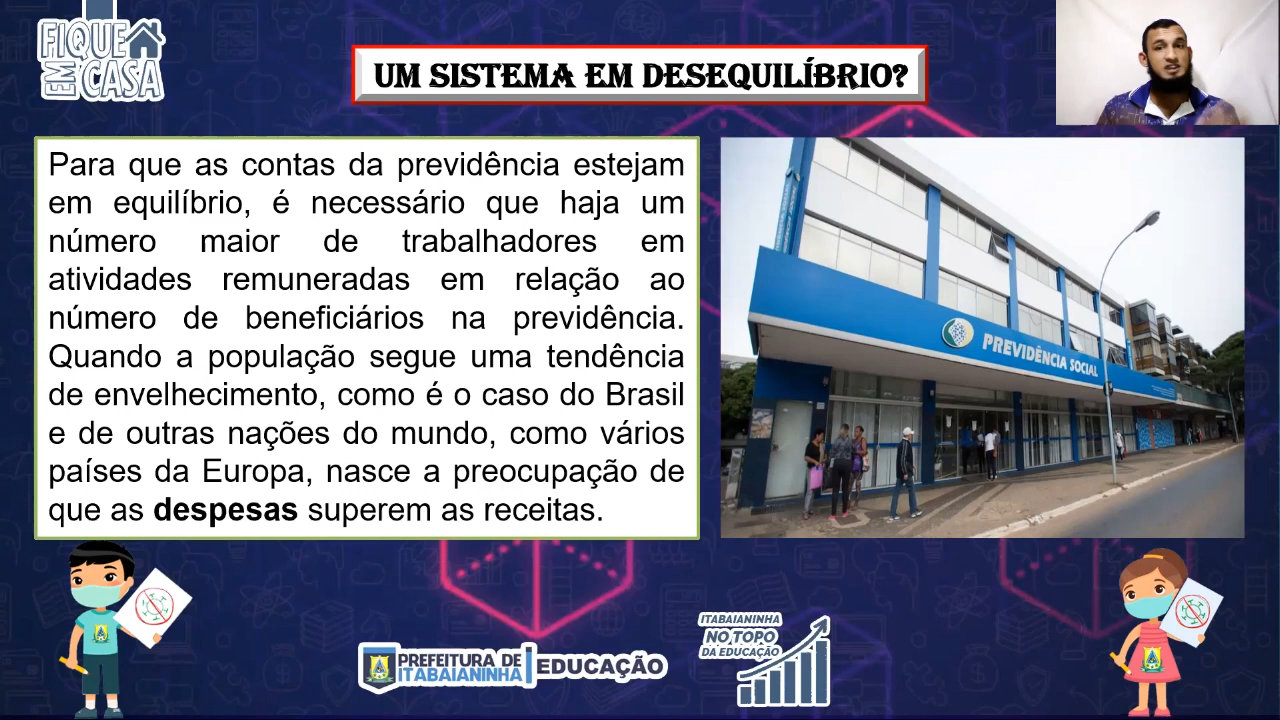 FIQUE
EM CASA
UM SISTEMA EM DESEQUILÍBRIO?
Para que as contas da previdência estejam
em equilíbrio, é necessário que haja um
número maior de trabalhadores em
atividades remuneradas em relação ao
número de beneficiários na previdência.
Quando a população segue uma tendência
de envelhecimento, como é o caso do Brasil
e de outras nações do mundo, como vários
países da Europa, nasce a preocupação de
que as despesas superem as receitas.
PREVIDÊNCIA SOCIAL
PREFEITURA DE
ITABAIANINHA
EDUCAÇÃO
ITABAIANINHA
NO TOPO
DA EDUCAÇÃO